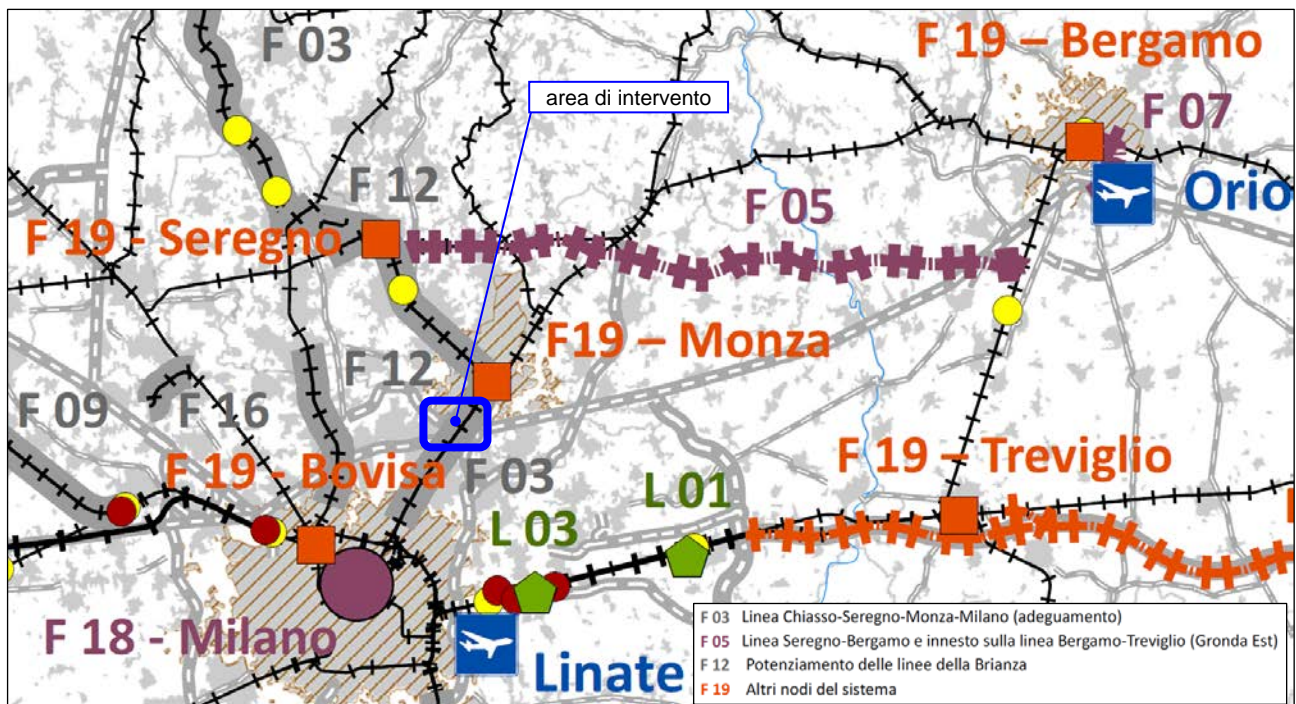 F 03
F 19 – Bergamo
area di intervento
F 07
F 12
Orio
F 05
F 19 - Seregno
F19 – Monza
F 12
F 09
F 16
F 19 - Bovisa
F 03
F 19 – Treviglio
L 01
L 03
F 18 - Milano
Linate
F 03 Linea Chiasso-Seregno-Monza-Milano (adeguamento)
F 05 Linea Seregno-Bergamo e innesto sulla linea Bergamo-Treviglio (Gronda Est)
F 12 Potenziamento delle linee della Brianza
F 19 Altri nodi del sistema